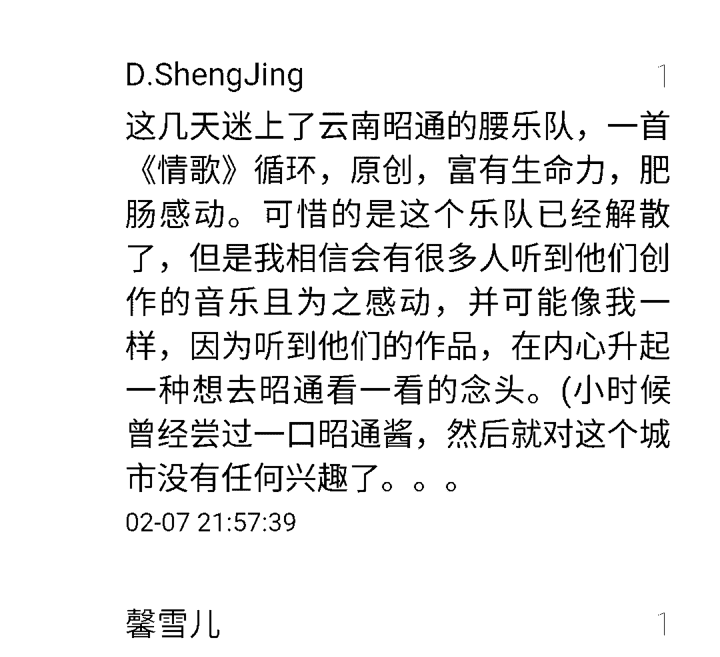 D.ShengJing 1
这几天迷上了云南昭通的腰乐队，一首
《情歌》循环，原创，富有生命力，肥
肠感动。可惜的是这个乐队已经解散
了，但是我相信会有很多人听到他们创
作的音乐且为之感动，并可能像我一
样，因为听到他们的作品，在内心升起
一种想去昭通看一看的念头。(小时候
曾经尝过一口昭通酱，然后就对这个城
市没有任何兴趣了。。。
02-07 21:57:39
馨雪儿 1